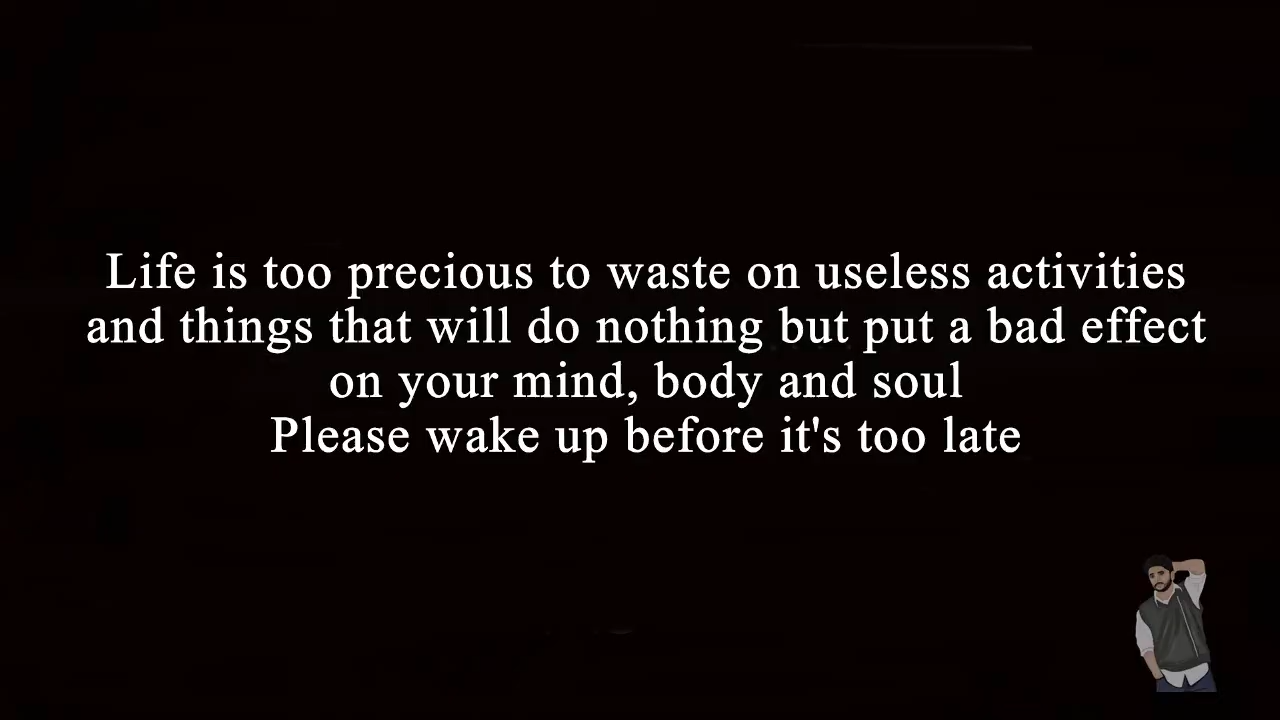 Life is too precious to waste on useless activities
and things that will do nothing but put a bad effect
on your mind, body and soul
Please wake up before it's too late